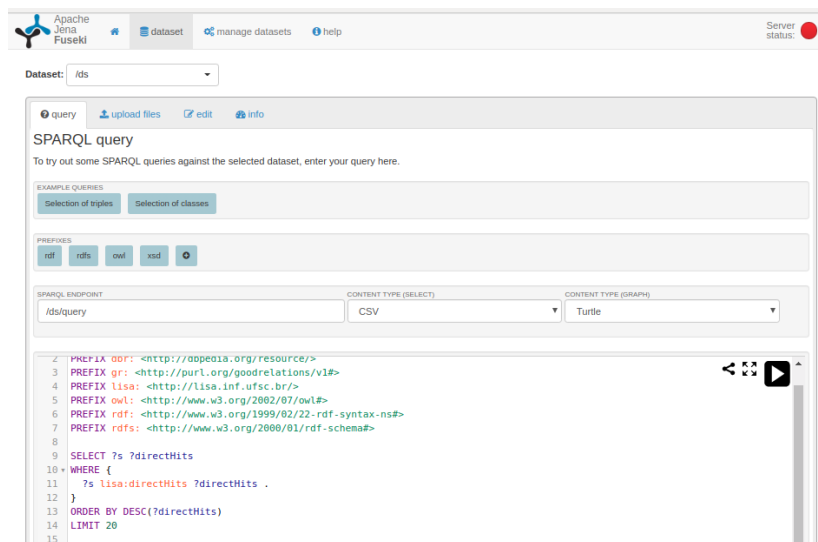 Apache
Jena
Fuseki
dataset
manage datasets
help
Server
status:
Dataset: /ds
query upload files edit info
SPARQL query
To try out some SPARQL queries against the selected dataset, enter your query here.
EXAMPLE QUERIES
Selection of triples Selection of classes
PREFIXES
rdf rdfs owl xsd
SPARQL ENDPOINT CONTENT TYPE (SELECT) CONTENT TYPE (GRAPH)
/ds/query CSV Turtle
2 PREFIX dbr: <http://dbpedia.org/resource/>
3 PREFIX gr: <http://purl.org/goodrelations/v1#>
4 PREFIX lisa: <http://lisa.inf.ufsc.br/>
5 PREFIX owl: <http://www.w3.org/2002/07/owl#>
6 PREFIX rdf: <http://www.w3.org/1999/02/22-rdf-syntax-ns#>
7 PREFIX rdfs: <http://www.w3.org/2000/01/rdf-schema#>
8
9 SELECT ?s ?directHits
10 WHERE {
11 ?s lisa:directHits ?directHits .
12 }
13 ORDER BY DESC(?directHits)
14 LIMIT 20
15